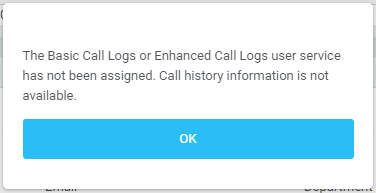 The Basic Call Logs or Enhanced Call Logs user service
has not been assigned. Call history information is not
available.
OK
Email
Department